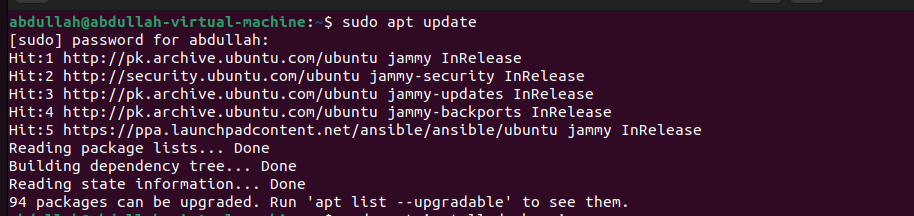 abdullah@abdullah-virtual-machine:~$ sudo apt update
[sudo] password for abdullah:
Hit:1 http://pk.archive.ubuntu.com/ubuntu jammy InRelease
Hit:2 http://security.ubuntu.com/ubuntu jammy-security InRelease
Hit:3 http://pk.archive.ubuntu.com/ubuntu jammy-updates InRelease
Hit:4 http://pk.archive.ubuntu.com/ubuntu jammy-backports InRelease
Hit:5 https://ppa.launchpadcontent.net/ansible/ansible/ubuntu jammy InRelease
Reading package lists... Done
Building dependency tree... Done
Reading state information... Done
94 packages can be upgraded. Run 'apt list --upgradable' to see them.